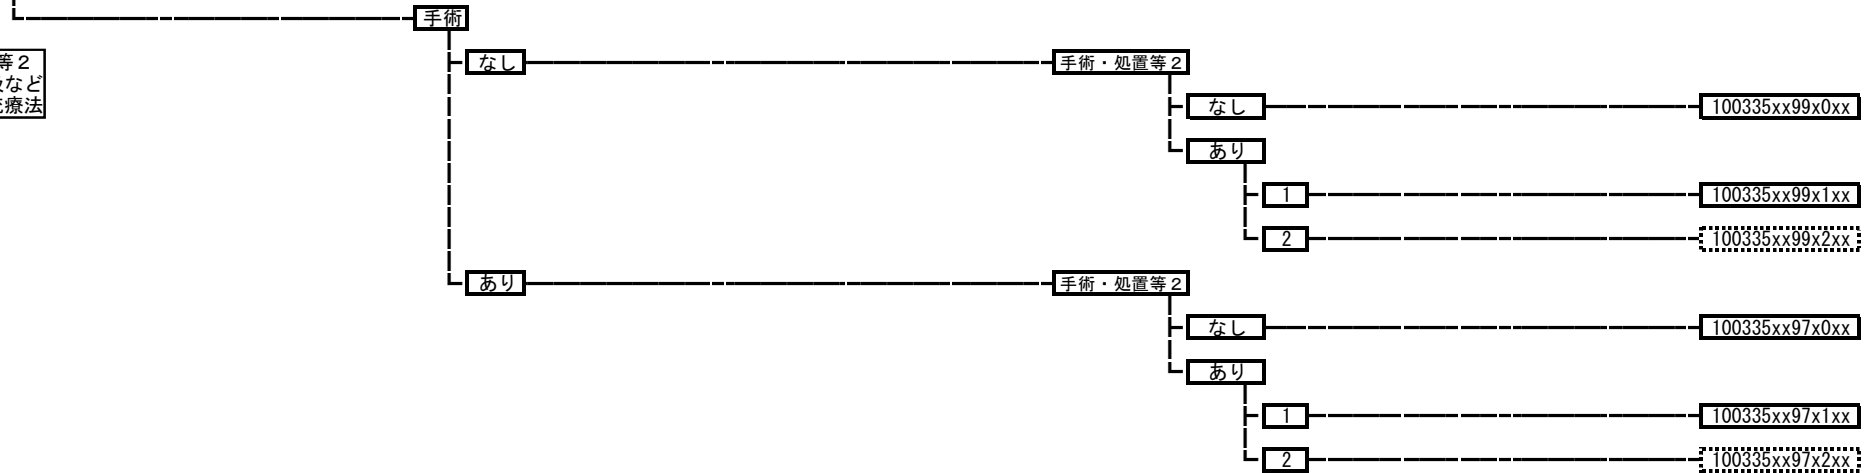 手術
等２
など
療法
なし
手術・処置等２
なし
100335xx99x0xx
あり
1
100335xx99x1xx
2
100335xx99x2xx
あり
手術・処置等２
なし
100335xx97x0xx
あり
1
100335xx97x1xx
2
100335xx97x2xx